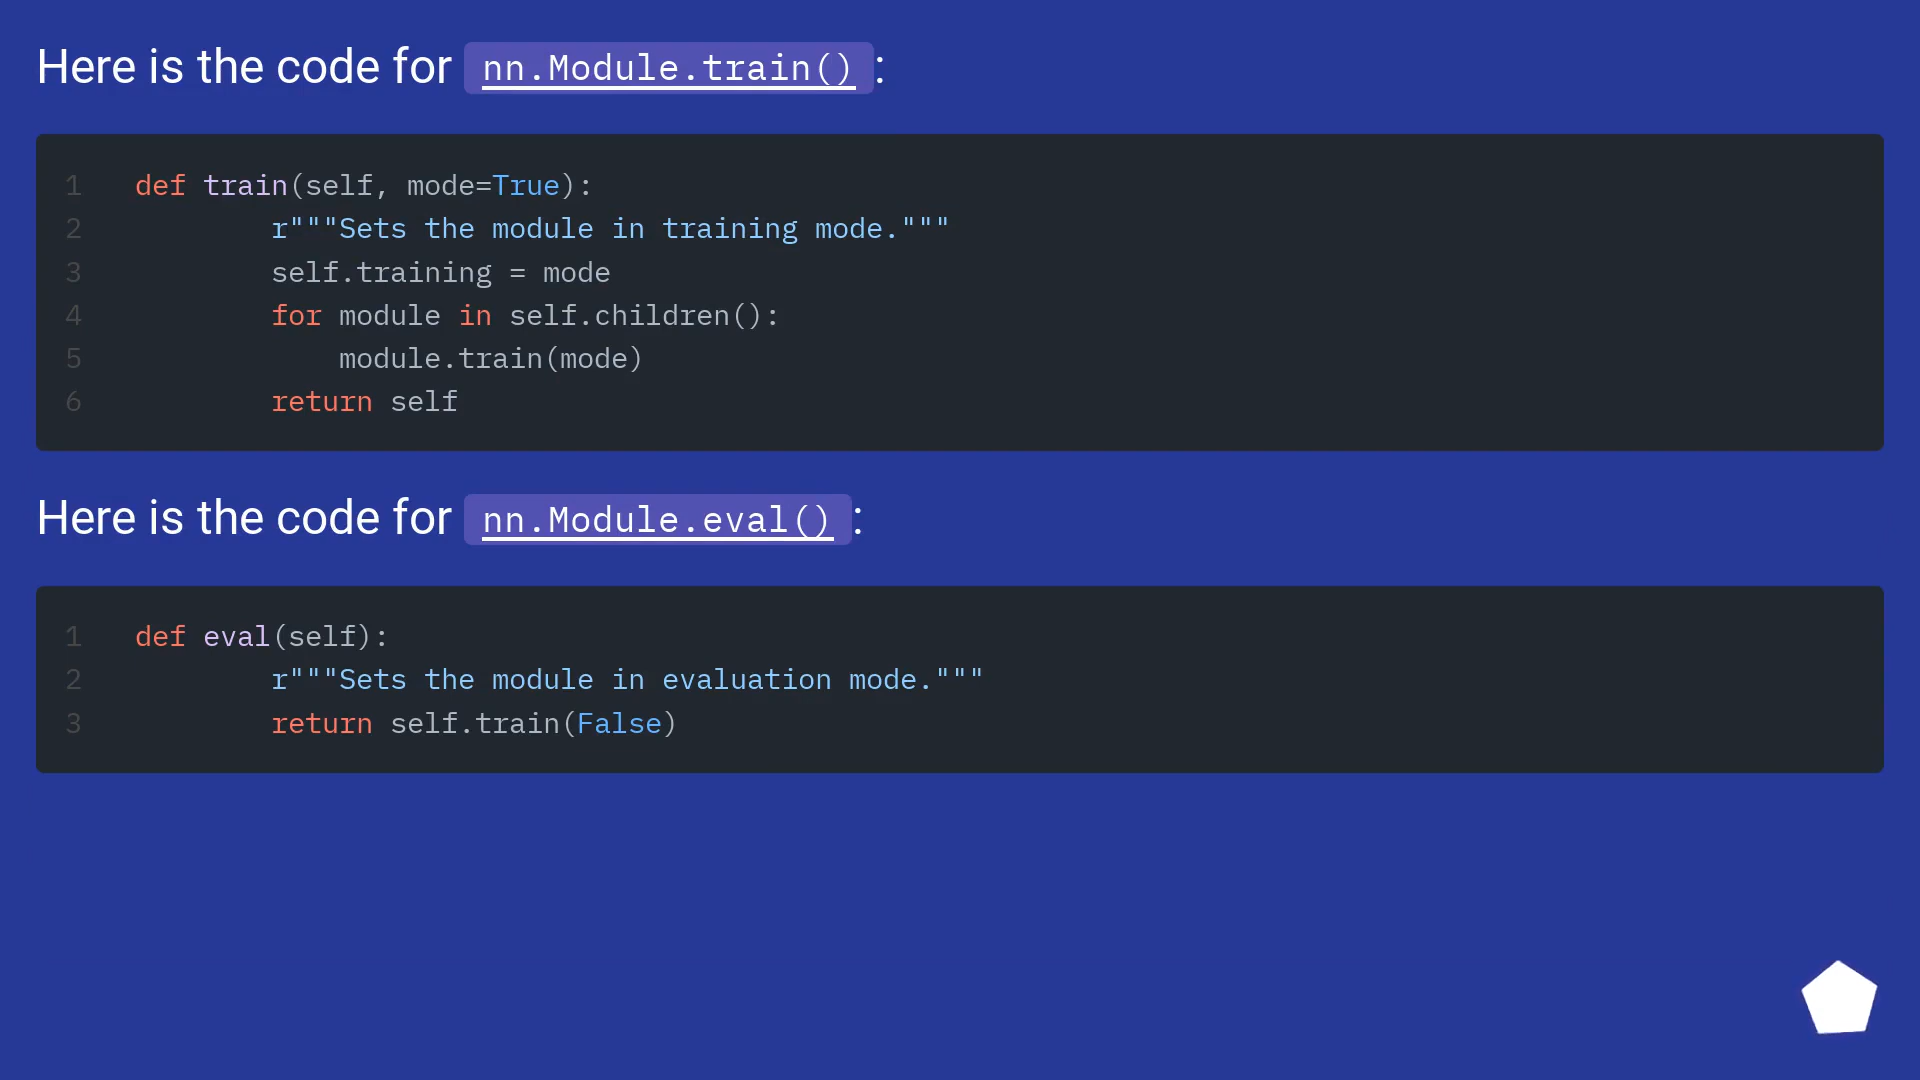 Here is the code for nn.Module.train():
1 def train(self, mode=True):
2         r"""Sets the module in training mode."""
3         self.training = mode
4         for module in self.children():
5             module.train(mode)
6         return self
Here is the code for nn.Module.eval():
1 def eval(self):
2         r"""Sets the module in evaluation mode."""
3         return self.train(False)